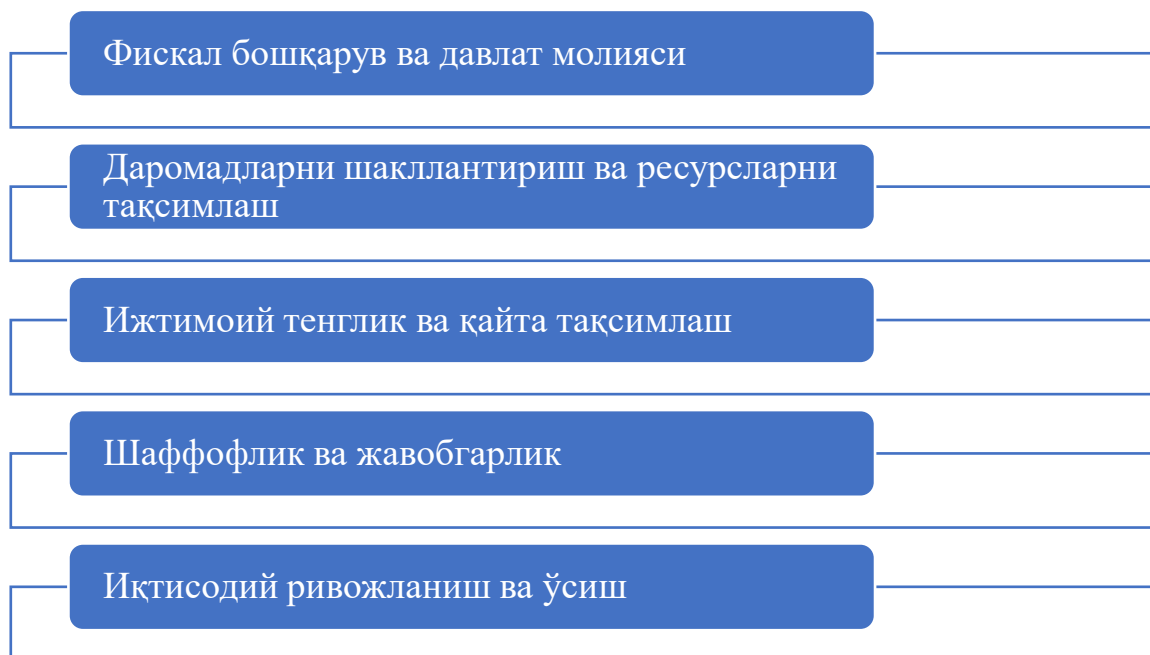 Фискал бошқарув ва давлат молияси
Даромадларни шакллантириш ва ресурсларни
тақсимлаш
Ижтимоий тенглик ва қайта тақсимлаш
Шаффофлик ва жавобгарлик
Иқтисодий ривожланиш ва ўсиш